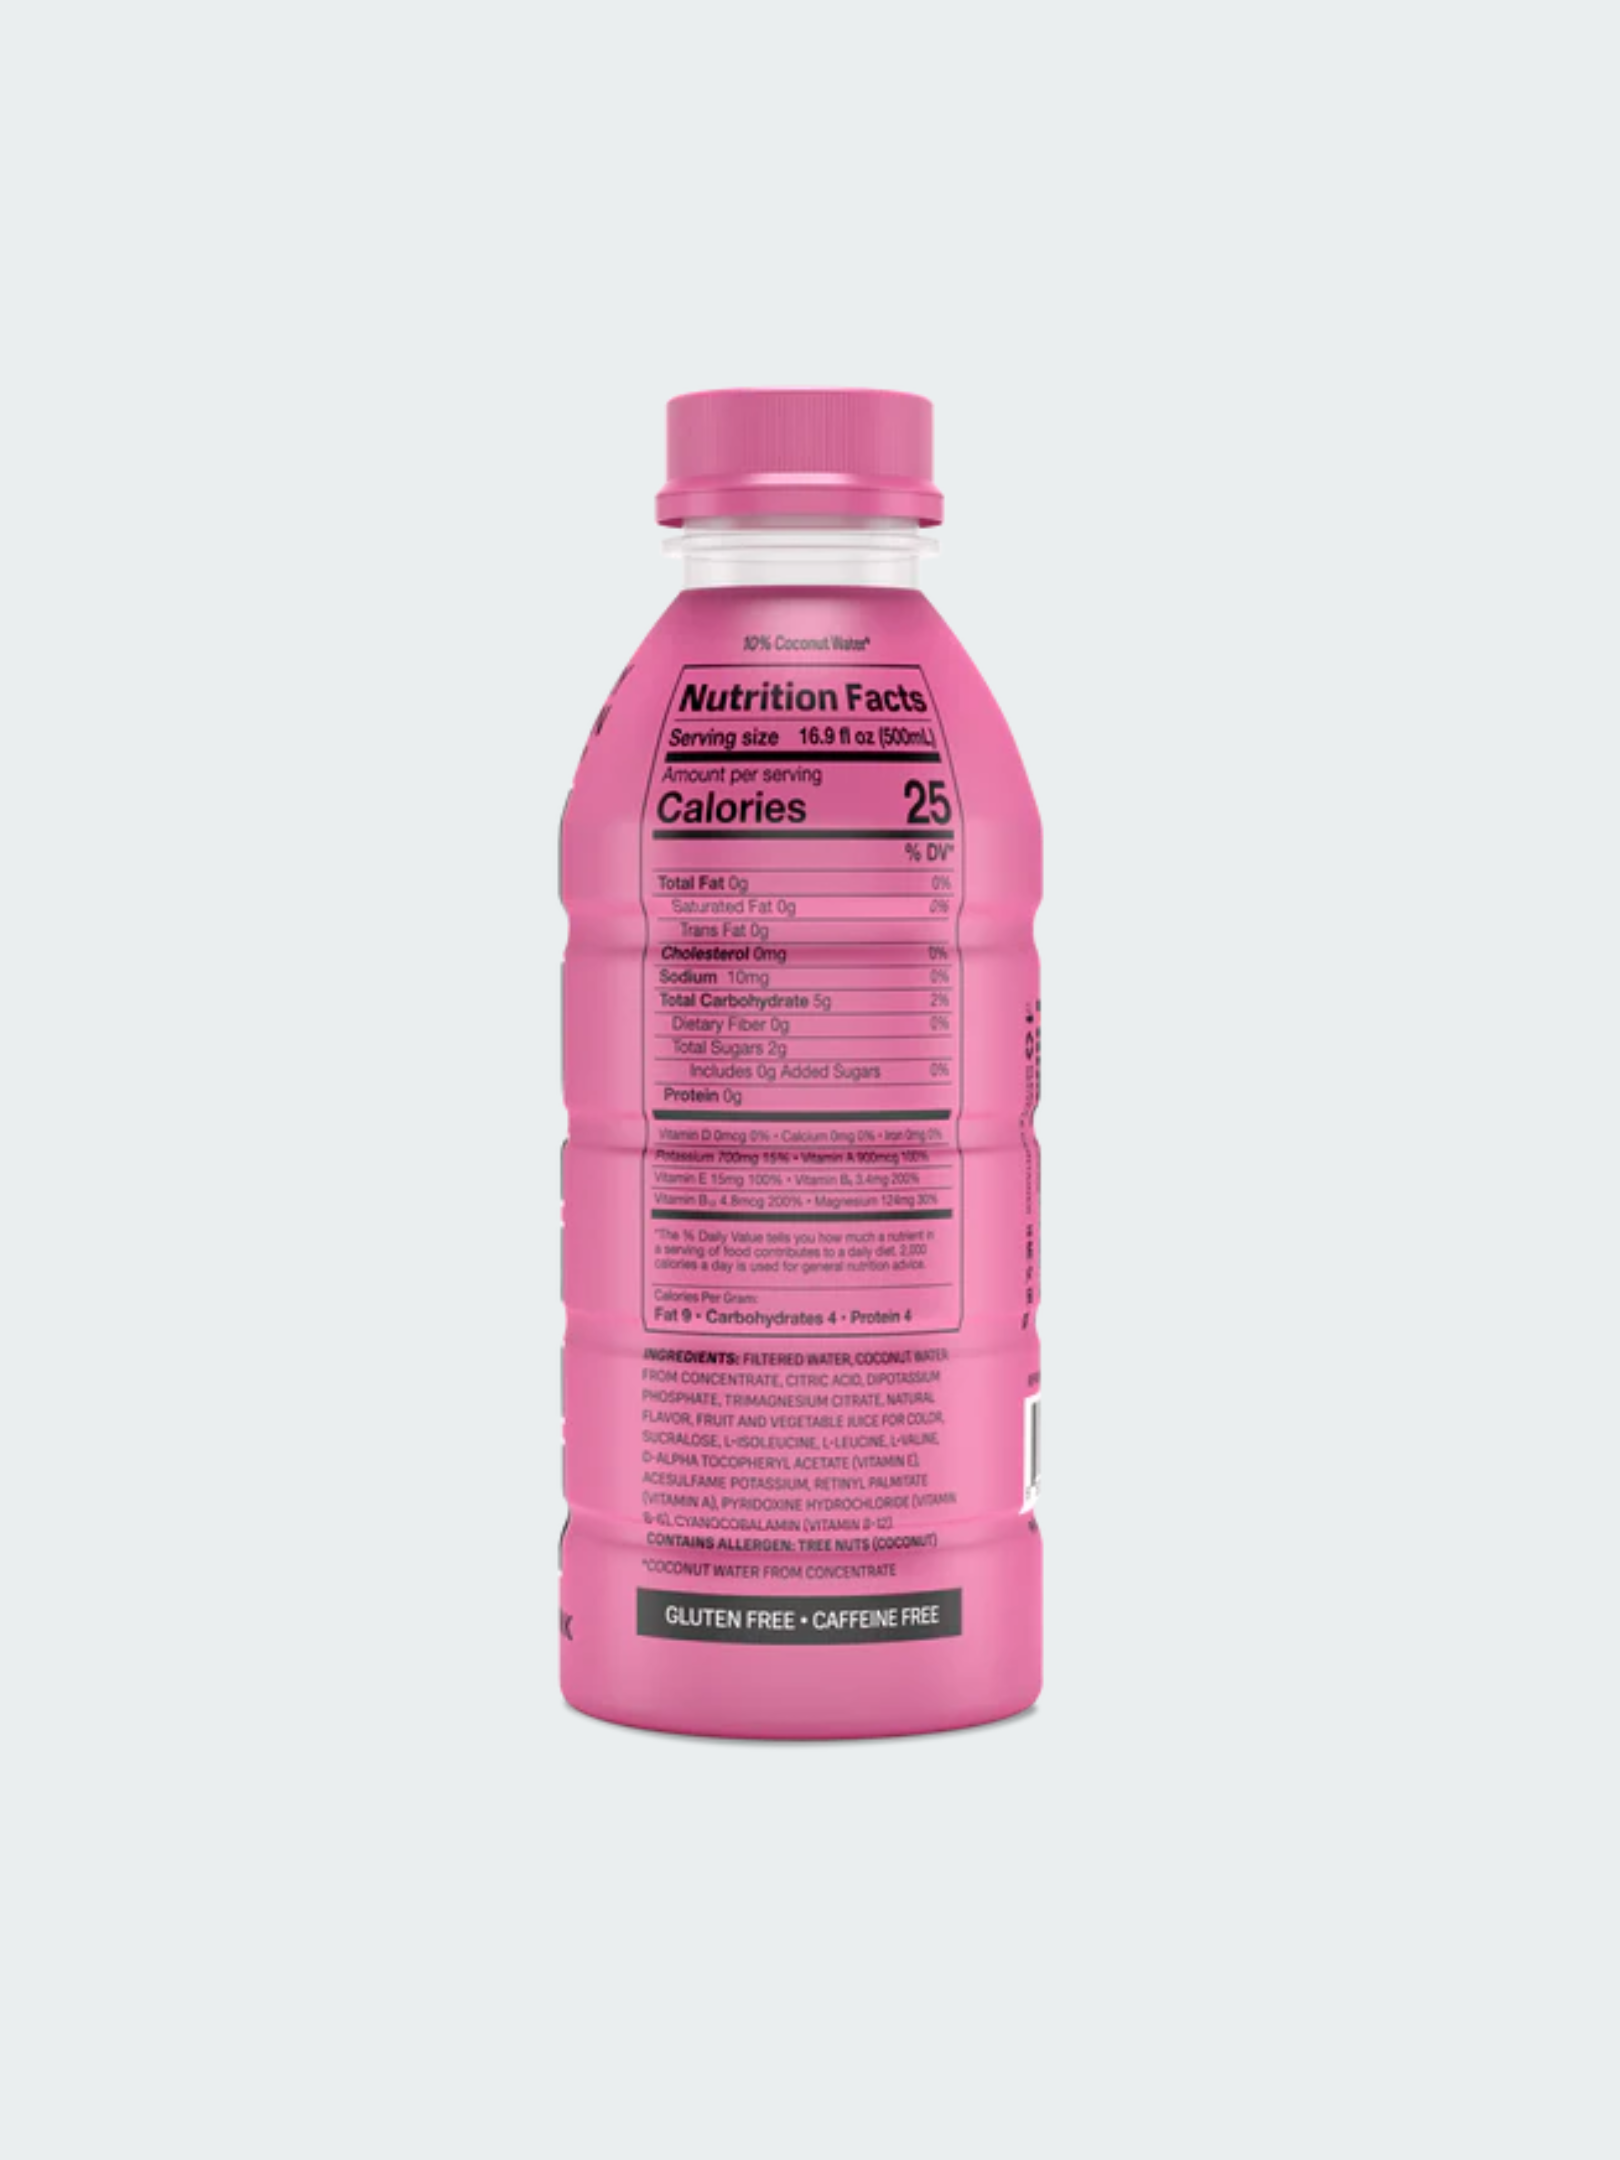 10% Coconut Water*
Nutrition Facts
Serving size 16.9 fl oz (500mL)
Amount per serving
Calories 25
% DV*
Total Fat 0g 0%
Saturated Fat 0g 0%
Trans Fat 0g
Cholesterol 0mg 0%
Sodium 10mg 0%
Total Carbohydrate 5g 2%
Dietary Fiber 0g 0%
Total Sugars 2g
Includes 0g Added Sugars 0%
Protein 0g
Vitamin D 0mcg 0% • Calcium 0mg 0% • Iron 0mg 0%
Potassium 700mg 15% • Vitamin A 900mcg 100%
Vitamin E 15mg 100% • Vitamin B₆ 3.4mg 200%
Vitamin B₁₂ 4.8mcg 200% • Magnesium 124mg 30%
*The % Daily Value tells you how much a nutrient in
a serving of food contributes to a daily diet. 2,000
calories a day is used for general nutrition advice.
Calories Per Gram:
Fat 9 • Carbohydrates 4 • Protein 4
INGREDIENTS: FILTERED WATER, COCONUT WATER
FROM CONCENTRATE, CITRIC ACID, DIPOTASSIUM
PHOSPHATE, TRIMAGNESIUM CITRATE, NATURAL
FLAVOR, FRUIT AND VEGETABLE JUICE FOR COLOR,
SUCRALOSE, L-ISOLEUCINE, L-LEUCINE, L-VALINE,
D-ALPHA TOCOPHERYL ACETATE (VITAMIN E),
ACESULFAME POTASSIUM, RETINYL PALMITATE
(VITAMIN A), PYRIDOXINE HYDROCHLORIDE (VITAMIN
B-6), CYANOCOBALAMIN (VITAMIN B-12).
CONTAINS ALLERGEN: TREE NUTS (COCONUT)
*COCONUT WATER FROM CONCENTRATE
GLUTEN FREE • CAFFEINE FREE